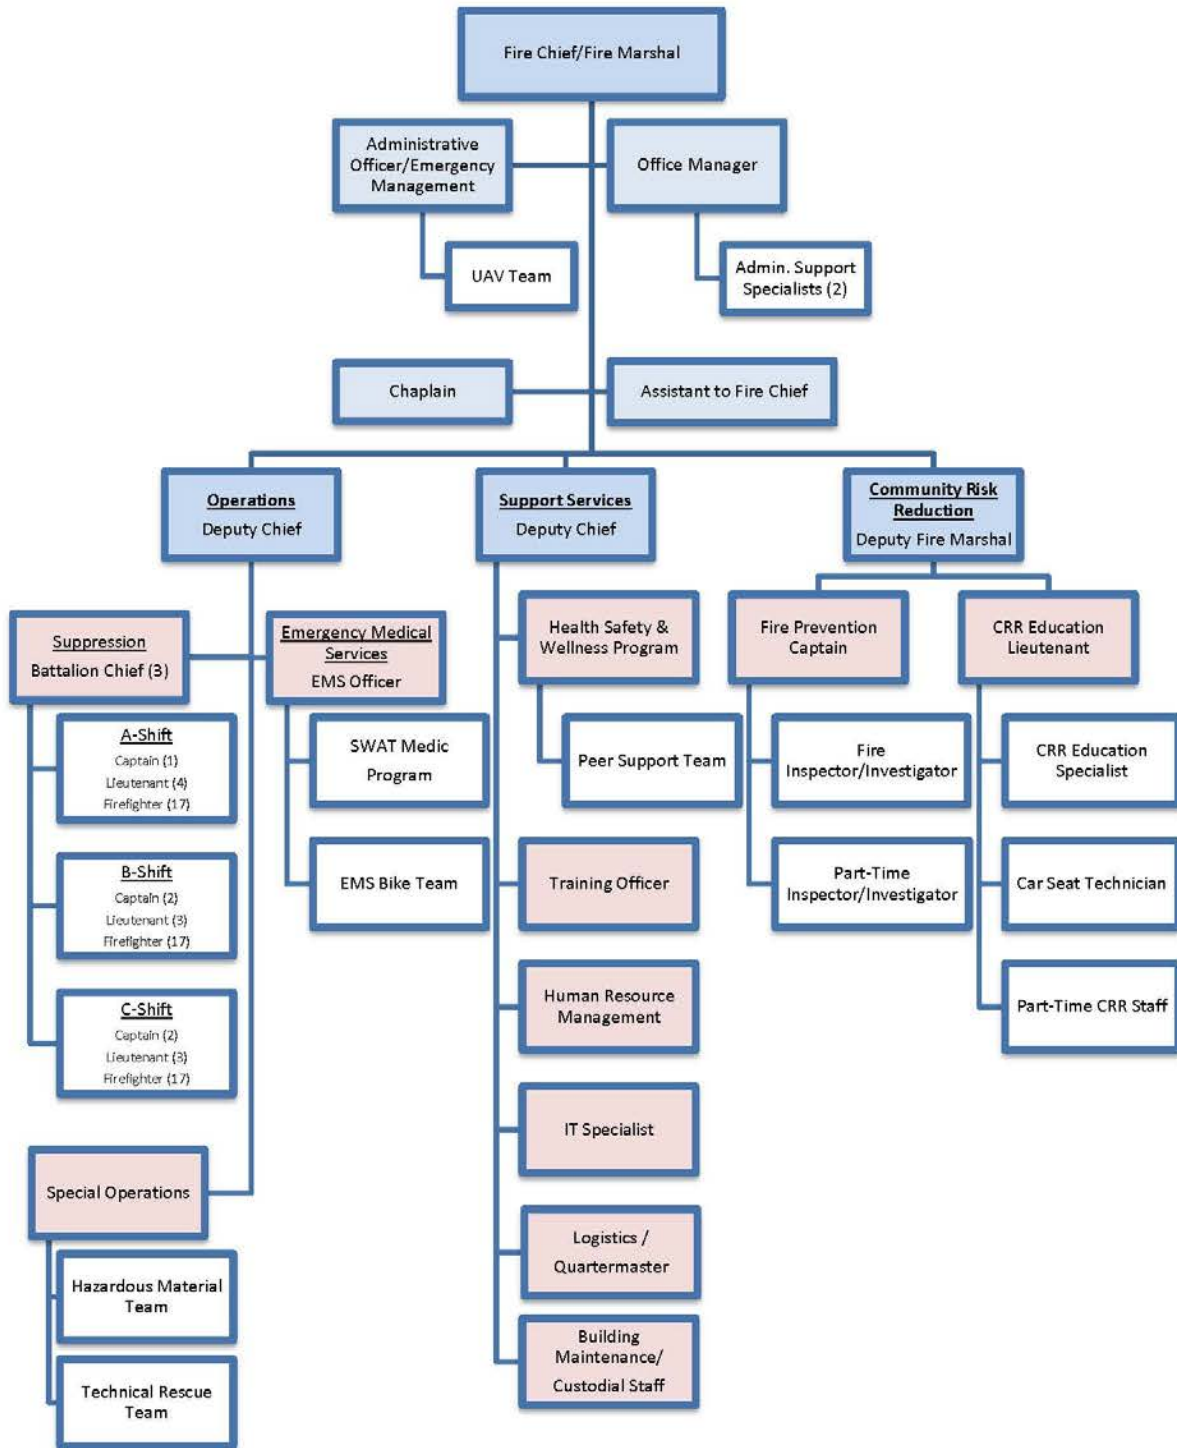 Fire Chief/Fire Marshal
Administrative
Officer/Emergency
Management
Office Manager
UAV Team
Admin. Support
Specialists (2)
Chaplain
Assistant to Fire Chief
Operations
Deputy Chief
Support Services
Deputy Chief
Community Risk
Reduction
Deputy Fire Marshal
Suppression
Battalion Chief (3)
Emergency Medical
Services
EMS Officer
A-Shift
Captain (1)
Lieutenant (4)
Firefighter (17)
B-Shift
Captain (2)
Lieutenant (3)
Firefighter (17)
C-Shift
Captain (2)
Lieutenant (3)
Firefighter (17)
SWAT Medic
Program
EMS Bike Team
Special Operations
Hazardous Material
Team
Technical Rescue
Team
Health Safety &
Wellness Program
Peer Support Team
Training Officer
Human Resource
Management
IT Specialist
Logistics /
Quartermaster
Building
Maintenance/
Custodial Staff
Fire Prevention
Captain
Fire
Inspector/Investigator
Part-Time
Inspector/Investigator
CRR Education
Lieutenant
CRR Education
Specialist
Car Seat Technician
Part-Time CRR Staff